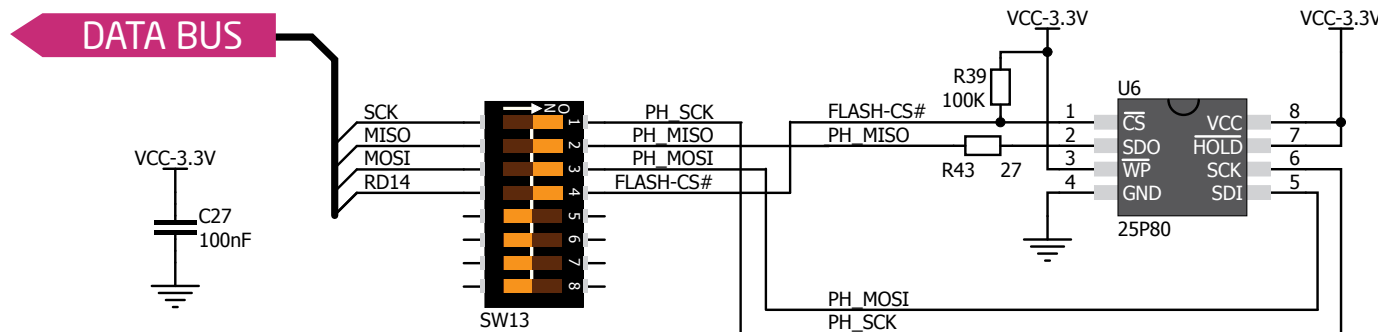 DATA BUS
SCK
MISO
MOSI
RD14
VCC-3.3V
C27
100nF
ON
1
2
3
4
5
6
7
8
SW13
PH_SCK
PH_MISO
PH_MOSI
FLASH-CS#
FLASH-CS#
PH_MISO
PH_MOSI
PH_SCK
VCC-3.3V
R39
100K
R43 27
VCC-3.3V
U6
1 CS VCC 8
2 SDO HOLD 7
3 WP SCK 6
4 GND SDI 5
25P80